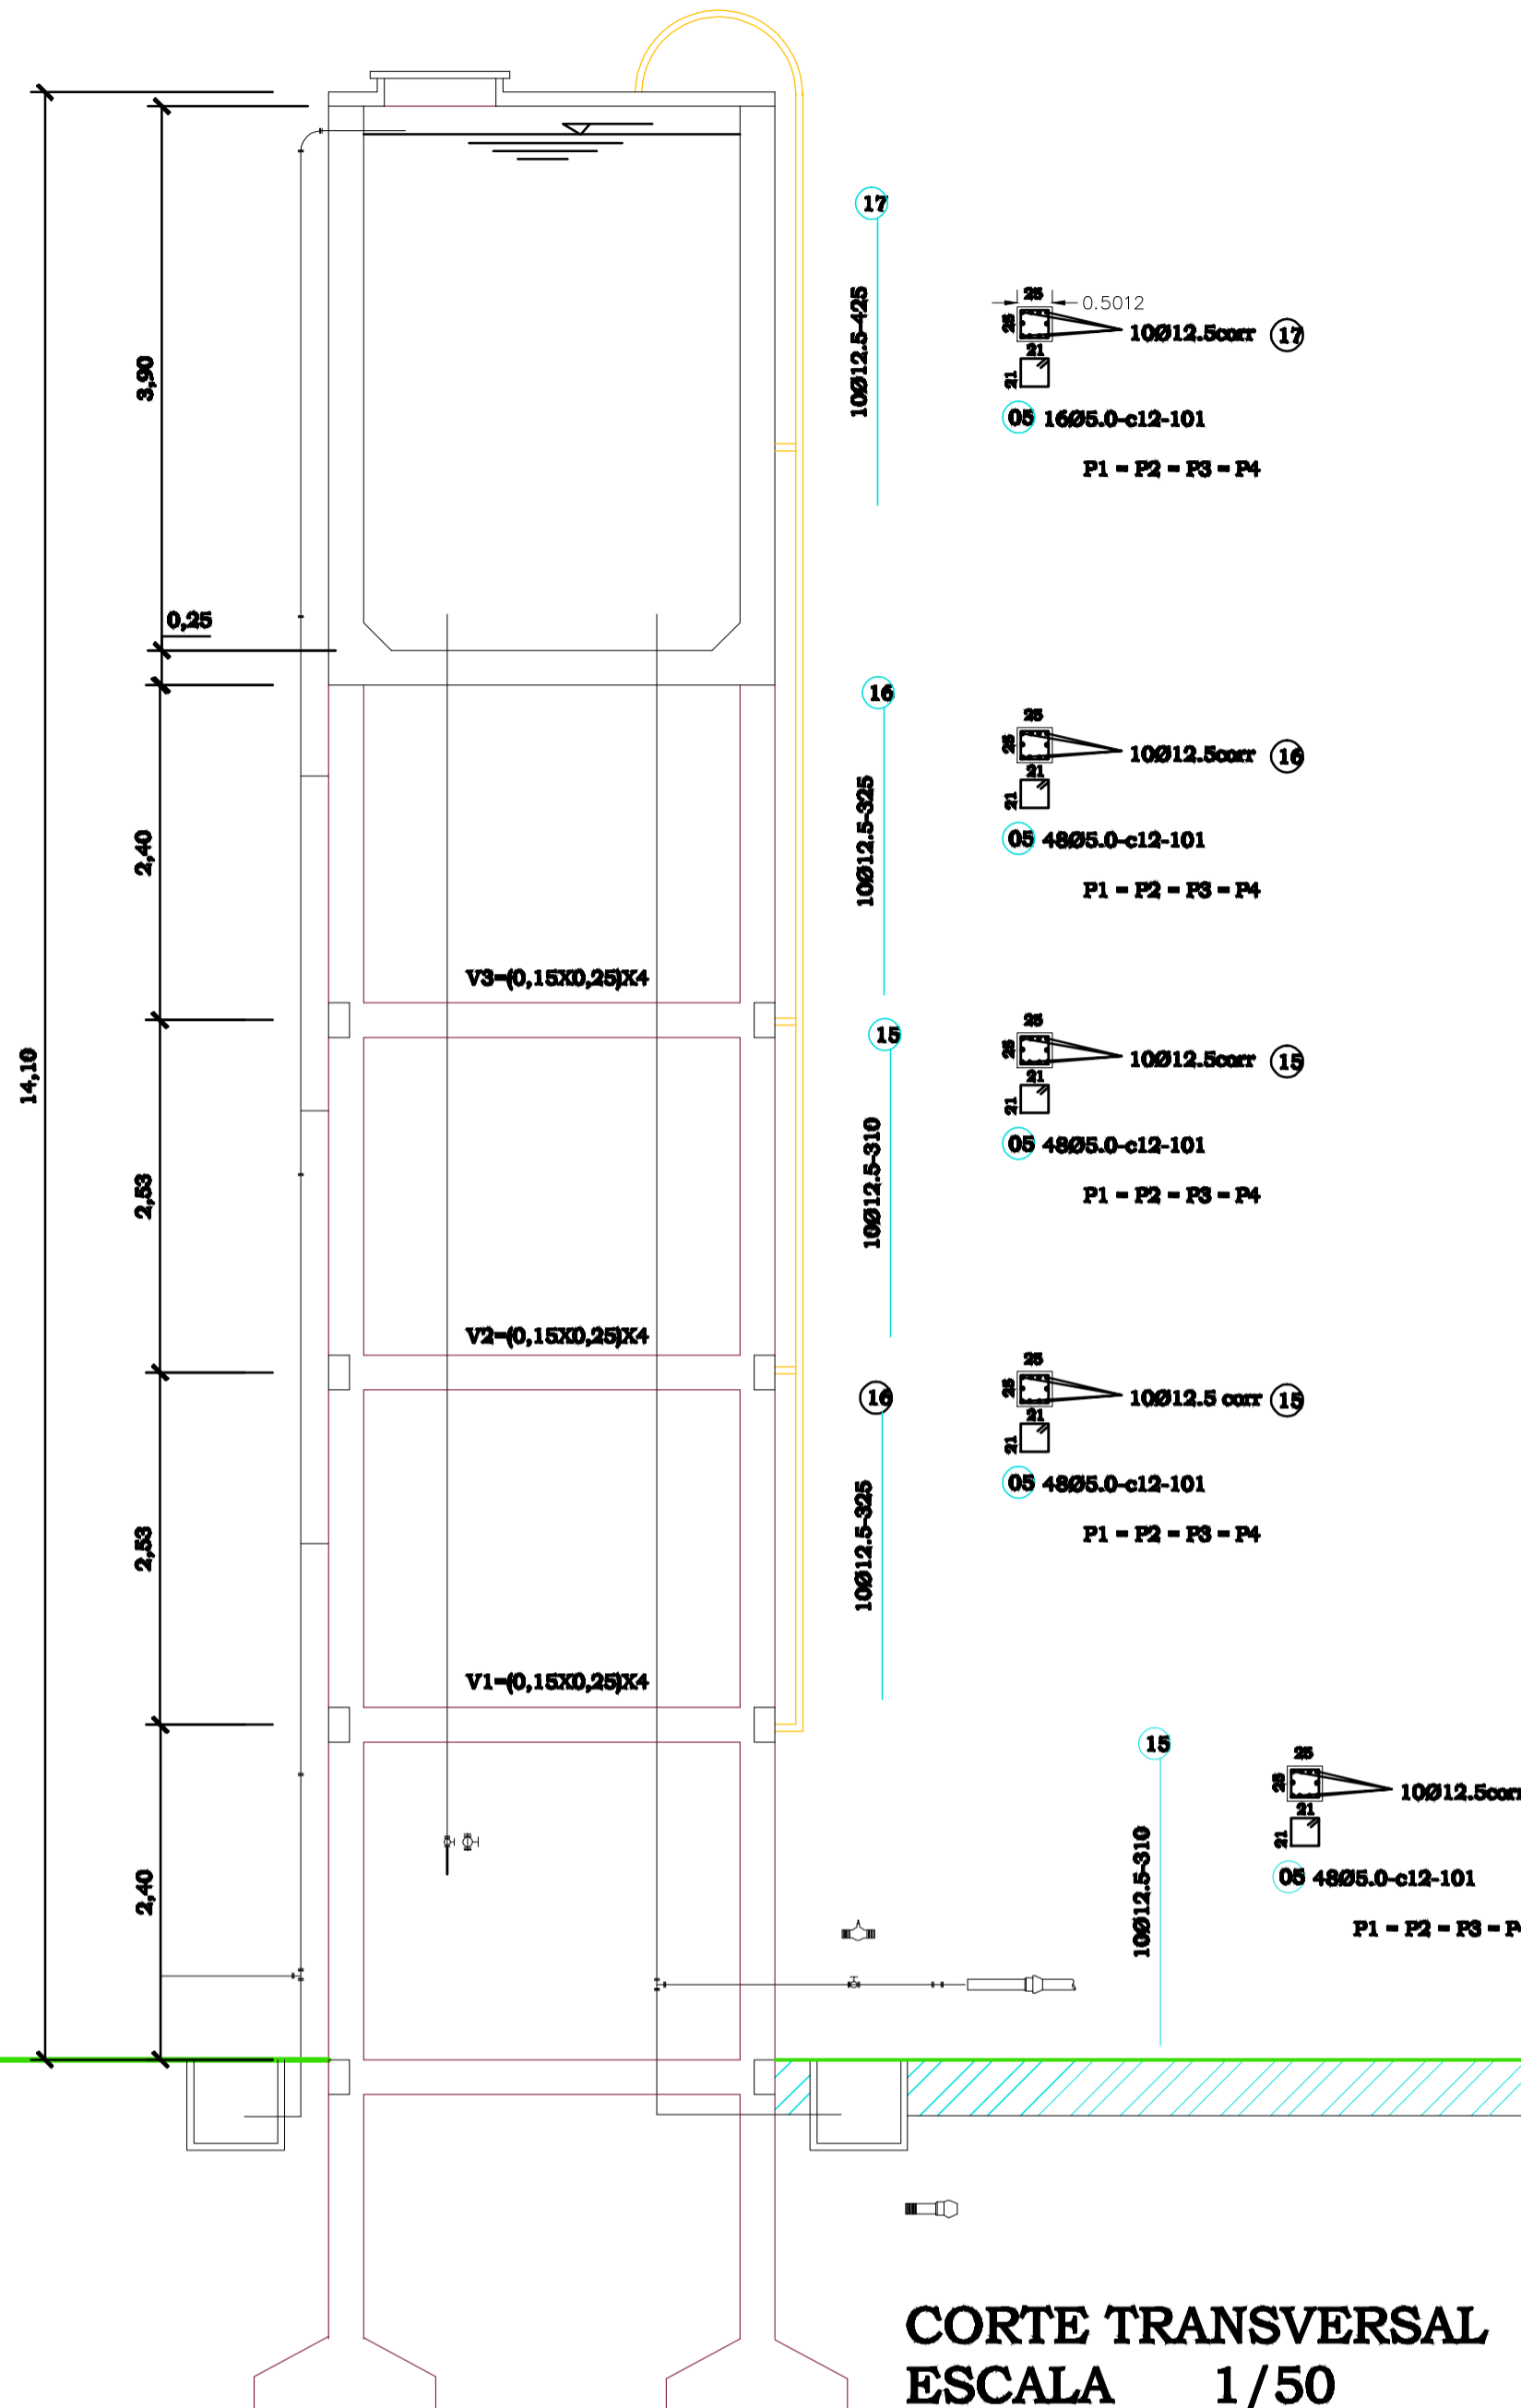 17
10Ø12.5-425
25
0.5012
25
10Ø12.5corr 17
21
21
05 16Ø5.0-c12-101
P1 - P2 - P3 - P4
3,90
0,25
16
10Ø12.5-325
25
25
10Ø12.5corr 16
21
21
05 48Ø5.0-c12-101
P1 - P2 - P3 - P4
2,40
V3-(0,15X0,25)X4
14,10
15
10Ø12.5-310
25
25
10Ø12.5corr 15
21
21
05 48Ø5.0-c12-101
P1 - P2 - P3 - P4
2,53
V2-(0,15X0,25)X4
16
10Ø12.5-325
25
25
10Ø12.5 corr 15
21
21
05 48Ø5.0-c12-101
P1 - P2 - P3 - P4
2,53
V1-(0,15X0,25)X4
15
10Ø12.5-310
25
25
10Ø12.5corr
21
21
05 48Ø5.0-c12-101
P1 - P2 - P3 - P4
2,40
CORTE TRANSVERSAL
ESCALA 1/50